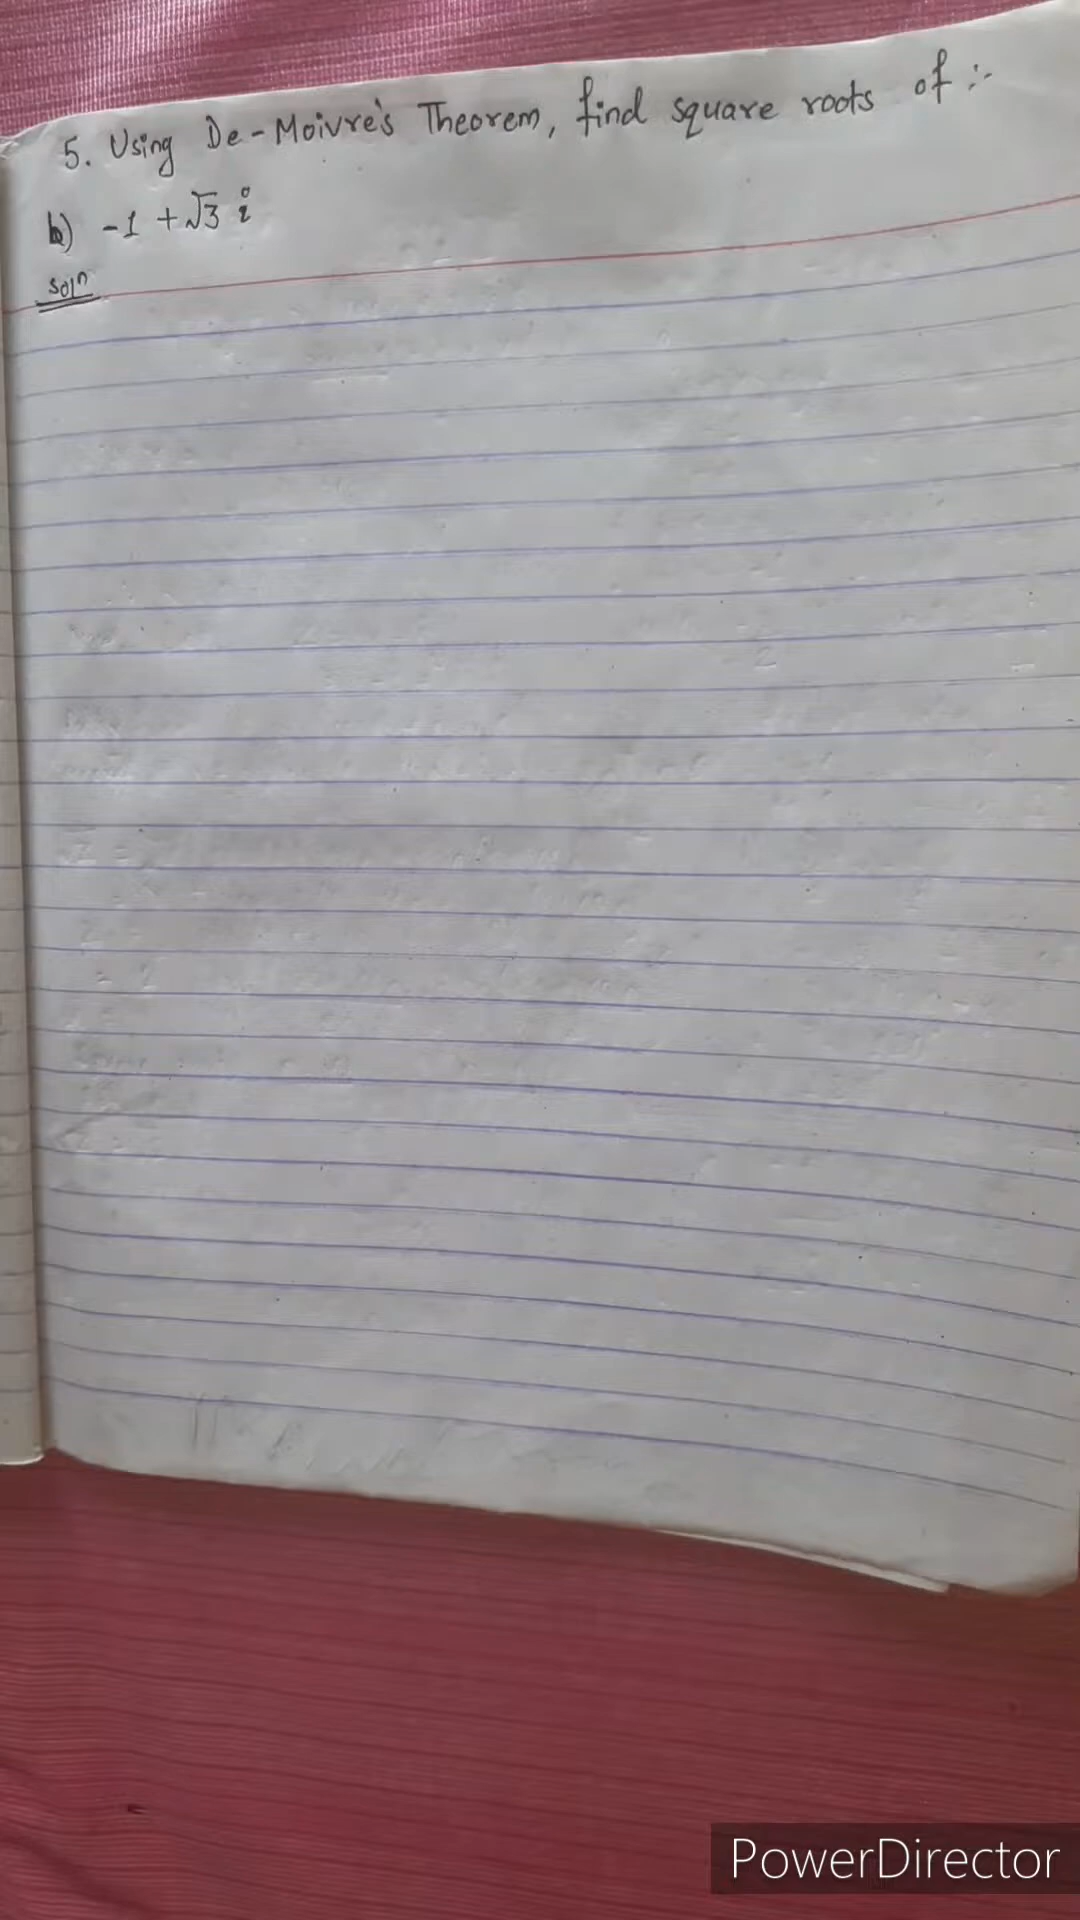 5. Using De-Moivre's Theorem, find square roots of :-
b) -1 + √3 i
Soln
PowerDirector